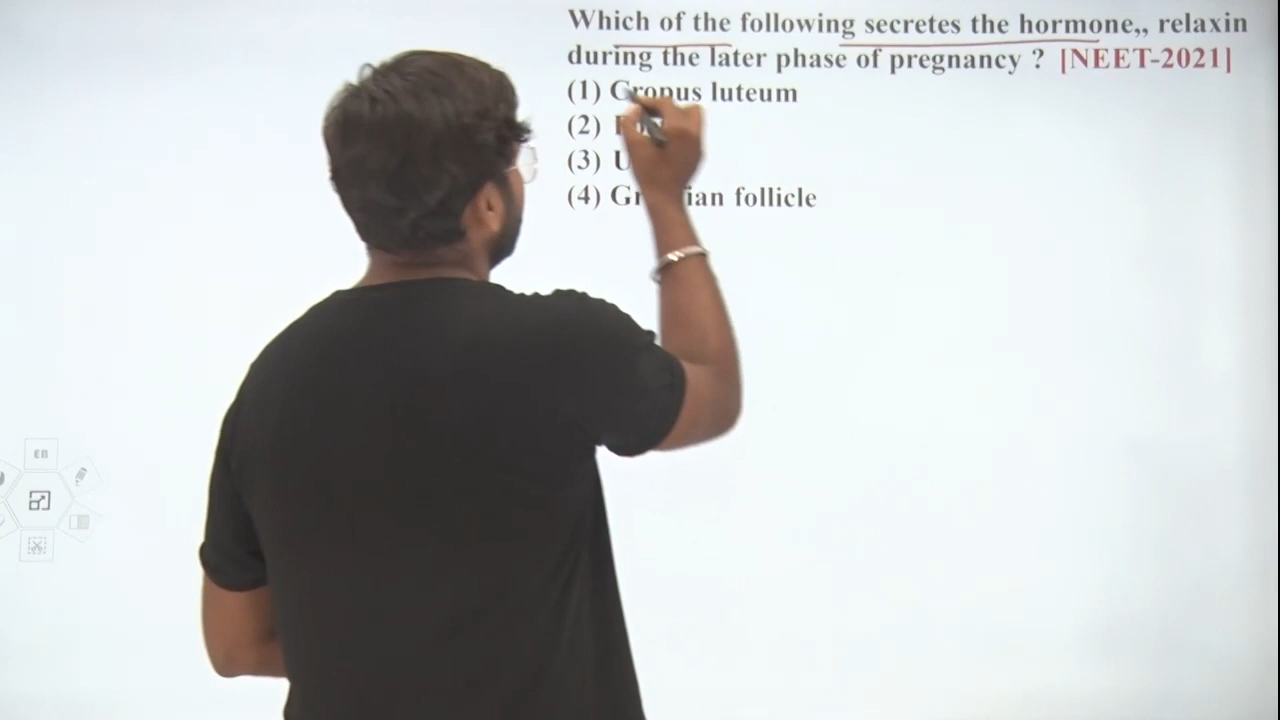 Which of the following secretes the hormone,, relaxin
during the later phase of pregnancy ? [NEET-2021]
(1) Cropus luteum
(2)
(3)
(4) follicle